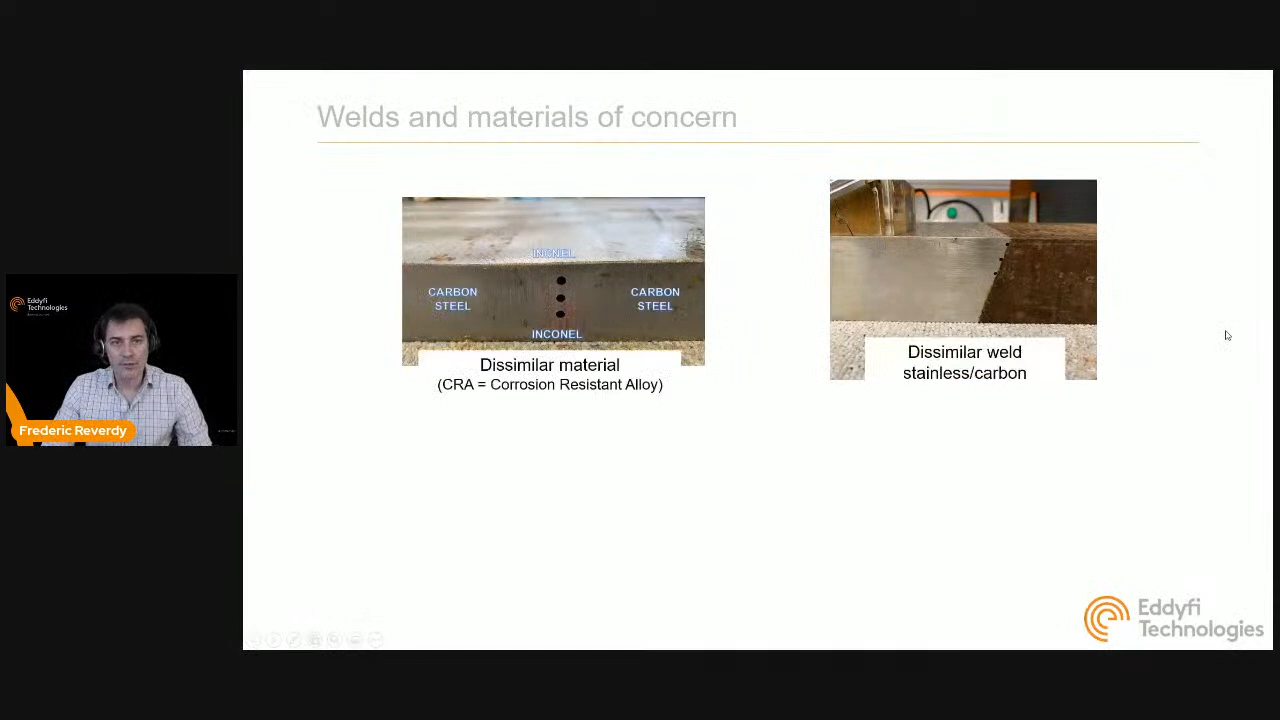 Welds and materials of concern
INCNEL
CARBON
STEEL
CARBON
STEEL
INCONEL
Dissimilar material
(CRA = Corrosion Resistant Alloy)
Dissimilar weld
stainless/carbon
Eddyfi
Technologies
Frederic Reverdy
Eddyfi
Technologies